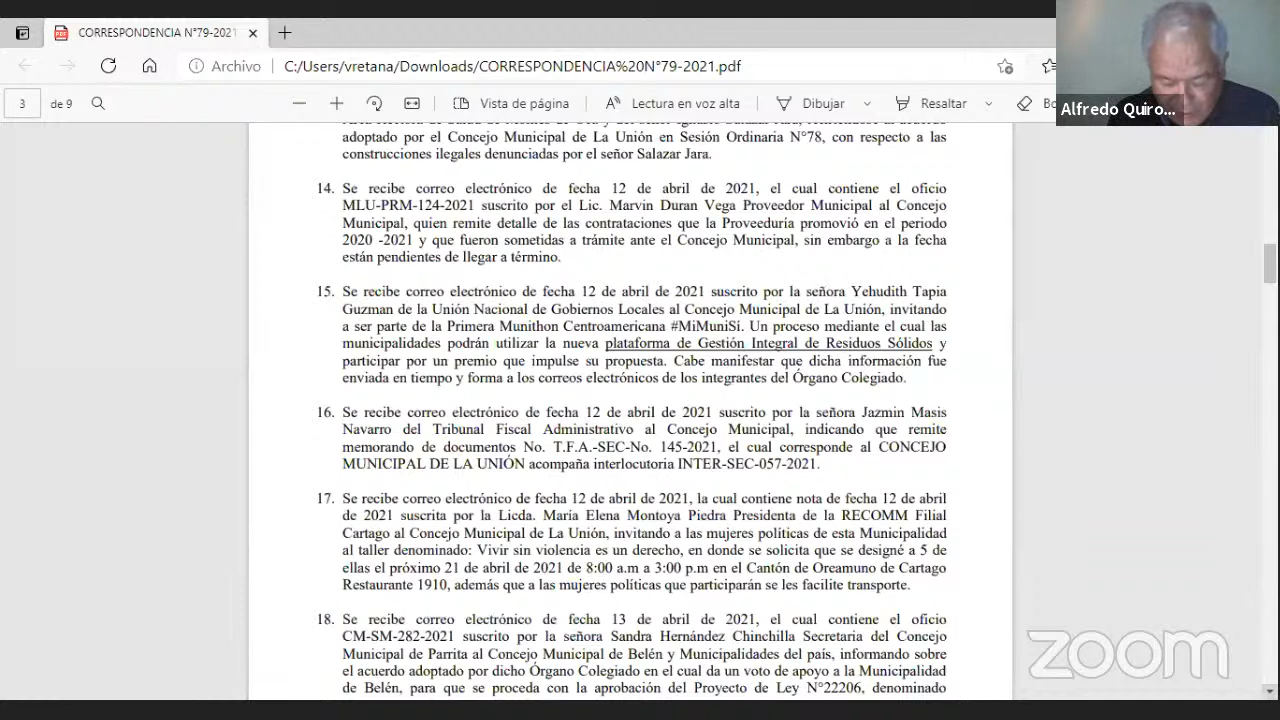 CORRESPONDENCIA N°79-2021
Archivo
C:/Users/vretana/Downloads/CORRESPONDENCIA%20N°79-2021.pdf
3 de 9
Vista de página
Lectura en voz alta
Dibujar
Resaltar
Alfredo Quiro...
adoptado por el Concejo Municipal de La Unión en Sesión Ordinaria N°78, con respecto a las
construcciones ilegales denunciadas por el señor Salazar Jara.
14. Se recibe correo electrónico de fecha 12 de abril de 2021, el cual contiene el oficio
MLU-PRM-124-2021 suscrito por el Lic. Marvin Duran Vega Proveedor Municipal al Concejo
Municipal, quien remite detalle de las contrataciones que la Proveeduría promovió en el periodo
2020 -2021 y que fueron sometidas a trámite ante el Concejo Municipal, sin embargo a la fecha
están pendientes de llegar a término.
15. Se recibe correo electrónico de fecha 12 de abril de 2021 suscrito por la señora Yehudith Tapia
Guzman de la Unión Nacional de Gobiernos Locales al Concejo Municipal de La Unión, invitando
a ser parte de la Primera Munithon Centroamericana #MiMuniSí. Un proceso mediante el cual las
municipalidades podrán utilizar la nueva plataforma de Gestión Integral de Residuos Sólidos y
participar por un premio que impulse su propuesta. Cabe manifestar que dicha información fue
enviada en tiempo y forma a los correos electrónicos de los integrantes del Órgano Colegiado.
16. Se recibe correo electrónico de fecha 12 de abril de 2021 suscrito por la señora Jazmin Masis
Navarro del Tribunal Fiscal Administrativo al Concejo Municipal, indicando que remite
memorando de documentos No. T.F.A.-SEC-No. 145-2021, el cual corresponde al CONCEJO
MUNICIPAL DE LA UNIÓN acompaña interlocutoria INTER-SEC-057-2021.
17. Se recibe correo electrónico de fecha 12 de abril de 2021, la cual contiene nota de fecha 12 de abril
de 2021 suscrita por la Licda. María Elena Montoya Piedra Presidenta de la RECOMM Filial
Cartago al Concejo Municipal de La Unión, invitando a las mujeres políticas de esta Municipalidad
al taller denominado: Vivir sin violencia es un derecho, en donde se solicita que se designé a 5 de
ellas el próximo 21 de abril de 2021 de 8:00 a.m a 3:00 p.m en el Cantón de Oreamuno de Cartago
Restaurante 1910, además que a las mujeres políticas que participarán se les facilite transporte.
18. Se recibe correo electrónico de fecha 13 de abril de 2021, el cual contiene el oficio
CM-SM-282-2021 suscrito por la señora Sandra Hernández Chinchilla Secretaria del Concejo
Municipal de Parrita al Concejo Municipal de Belén y Municipalidades del país, informando sobre
el acuerdo adoptado por dicho Órgano Colegiado en el cual da un voto de apoyo a la Municipalidad
de Belén, para que se proceda con la aprobación del Proyecto de Ley N°22206, denominado
zoom